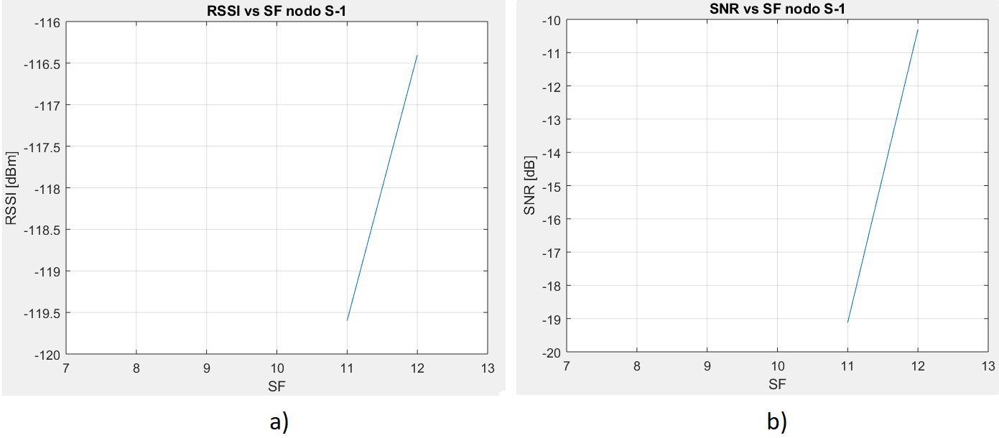 RSSI vs SF nodo S-1
-116
-116.5
-117
-117.5
-118
-118.5
-119
-119.5
-120
RSSI [dBm]
7 8 9 10 11 12 13
SF
a)
SNR vs SF nodo S-1
-10
-11
-12
-13
-14
-15
-16
-17
-18
-19
-20
SNR [dB]
7 8 9 10 11 12 13
SF
b)